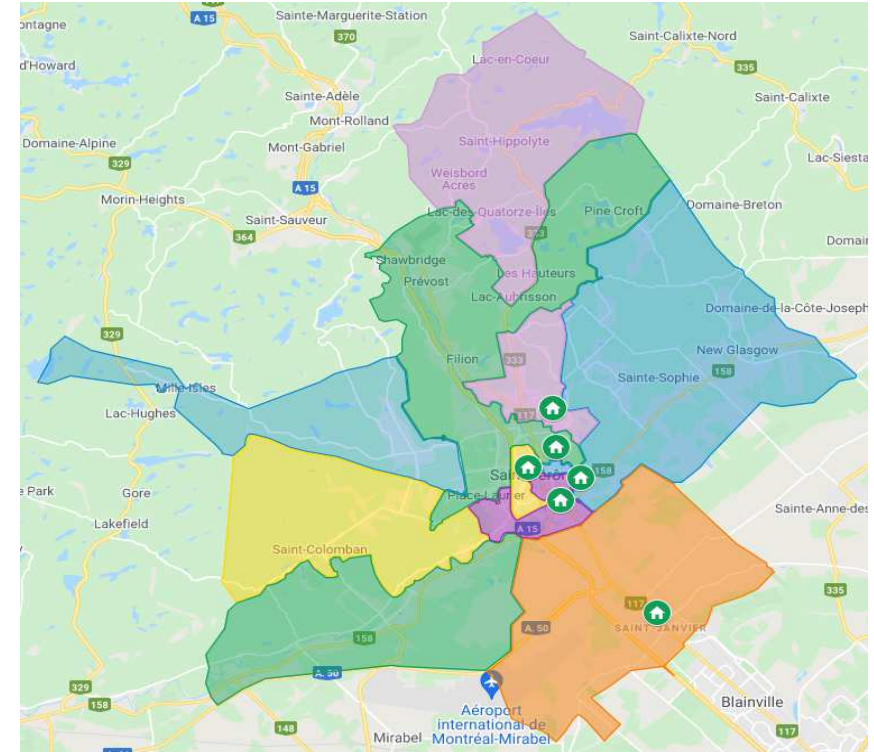 ontagne
A 15
Sainte-Marguerite-Station
370
Saint-Calixte-Nord
d'Howard
Lac-en-Coeur
335
Sainte-Adèle
Saint-Calixte
Mont-Rolland
Domaine-Alpine
Mont-Gabriel
Saint-Hippolyte
329
Lac-Siesta
Weisbord
Acres
A 15
Morin-Heights
Domaine-Breton
Saint-Sauveur
Lac-des-Quatorze-Îles
Pine Croft
364
333
Domai
Shawbridge
Prévost
Les Hauteurs
Lac-Aubrisson
Domaine-de-la-Côte-Joseph
329
New Glasgow
Filion
333
158
Sainte-Sophie
Mille-Isles
Lac-Hughes
117
158
e Park
Gore
Place-Laurier
Sainte-Anne-des
Lakefield
A 15
Saint-Colomban
335
117
A. 50
SAINT-JANVIER
158
A. 50
329
158
Blainville
Aéroport
international de
Montréal-Mirabel
148
Mirabel
117